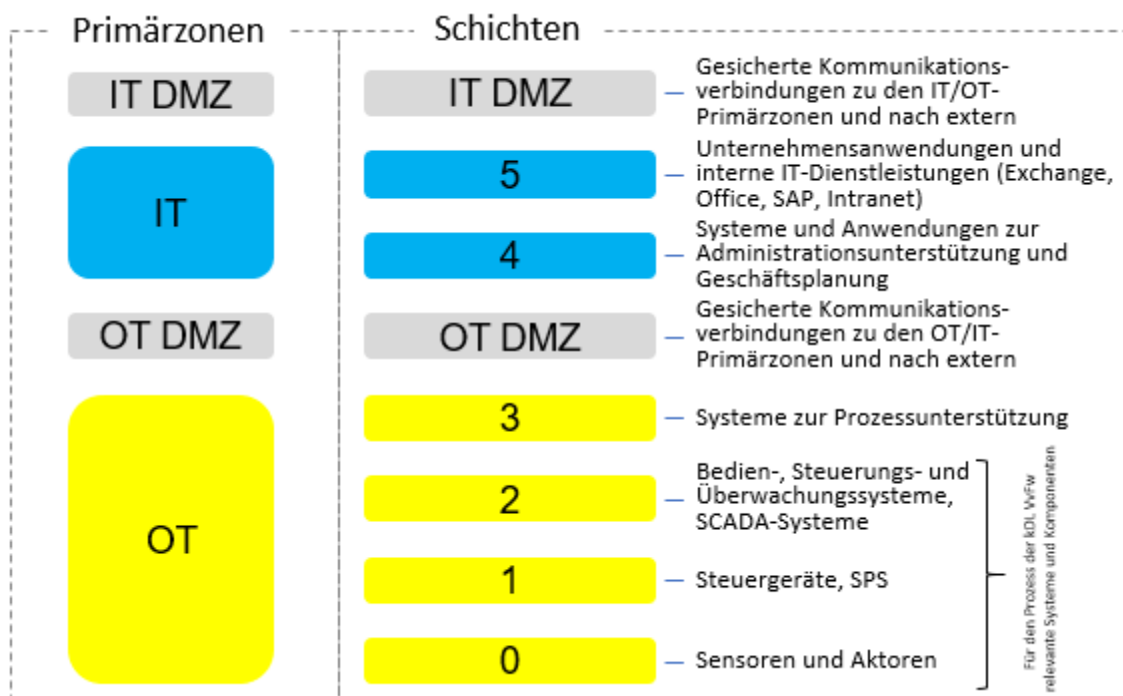 Primärzonen
Schichten
IT DMZ
IT DMZ
Gesicherte Kommunikations-
verbindungen zu den IT/OT-
Primärzonen und nach extern
IT
5
Unternehmensanwendungen und
interne IT-Dienstleistungen (Exchange,
Office, SAP, Intranet)
4
Systeme und Anwendungen zur
Administrationsunterstützung und
Geschäftsplanung
OT DMZ
OT DMZ
Gesicherte Kommunikations-
verbindungen zu den OT/IT-
Primärzonen und nach extern
OT
3
Systeme zur Prozessunterstützung
2
Bedien-, Steuerungs- und
Überwachungssysteme,
SCADA-Systeme
1
Steuergeräte, SPS
0
Sensoren und Aktoren
Für den Prozess der kDL VvFw
relevante Systeme und Komponenten